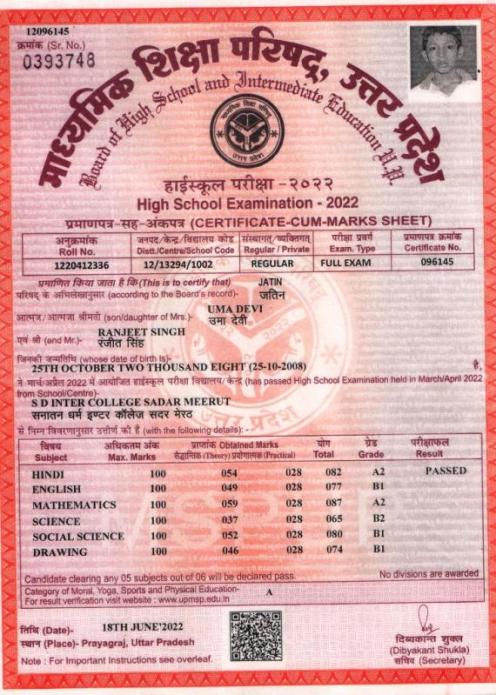 12096145
क्रमांक (Sr. No.)
0393748
माध्यमिक शिक्षा परिषद्, उत्तर प्रदेश
Board of High School and Intermediate Education U.P.
हाईस्कूल परीक्षा -२०२२
High School Examination - 2022
प्रमाणपत्र-सह-अंकपत्र (CERTIFICATE-CUM-MARKS SHEET)
अनुक्रमांक जनपद/केन्द्र/विद्यालय कोड संस्थागत/व्यक्तिगत परीक्षा प्रवर्ग प्रमाणपत्र क्रमांक
Roll No. Distt./Centre/School Code Regular / Private Exam. Type Certificate No.
1220412336 12/13294/1002 REGULAR FULL EXAM 096145
प्रमाणित किया जाता है कि (This is to certify that) JATIN
परिषद् के अभिलेखानुसार (according to the Board's record)- जतिन
आत्मज/आत्मजा श्रीमती (son/daughter of Mrs.)- UMA DEVI
उमा देवी
एवं श्री (and Mr.)- RANJEET SINGH
रंजीत सिंह
जिनकी जन्मतिथि (whose date of birth is)-
25TH OCTOBER TWO THOUSAND EIGHT (25-10-2008) है,
ने मार्च/अप्रैल 2022 में आयोजित हाईस्कूल परीक्षा विद्यालय/केन्द्र (has passed High School Examination held in March/April 2022
from School/Centre)-
S D INTER COLLEGE SADAR MEERUT
सनातन धर्म इण्टर कॉलेज सदर मेरठ
से निम्न विवरणानुसार उत्तीर्ण की है (with the following details): -
विषय अधिकतम अंक प्राप्तांक Obtained Marks योग ग्रेड परीक्षाफल
Subject Max. Marks सैद्धान्तिक (Theory) प्रयोगात्मक (Practical) Total Grade Result
HINDI 100 054 028 082 A2 PASSED
ENGLISH 100 049 028 077 B1
MATHEMATICS 100 059 028 087 A2
SCIENCE 100 037 028 065 B2
SOCIAL SCIENCE 100 052 028 080 B1
DRAWING 100 046 028 074 B1
Candidate clearing any 05 subjects out of 06 will be declared pass. No divisions are awarded
Category of Moral, Yoga, Sports and Physical Education- A
For result verification visit website : www.upmsp.edu.in
तिथि (Date)- 18TH JUNE'2022
स्थान (Place)- Prayagraj, Uttar Pradesh
Note : For Important Instructions see overleaf.
दिव्यकान्त शुक्ल
(Dibyakant Shukla)
सचिव (Secretary)